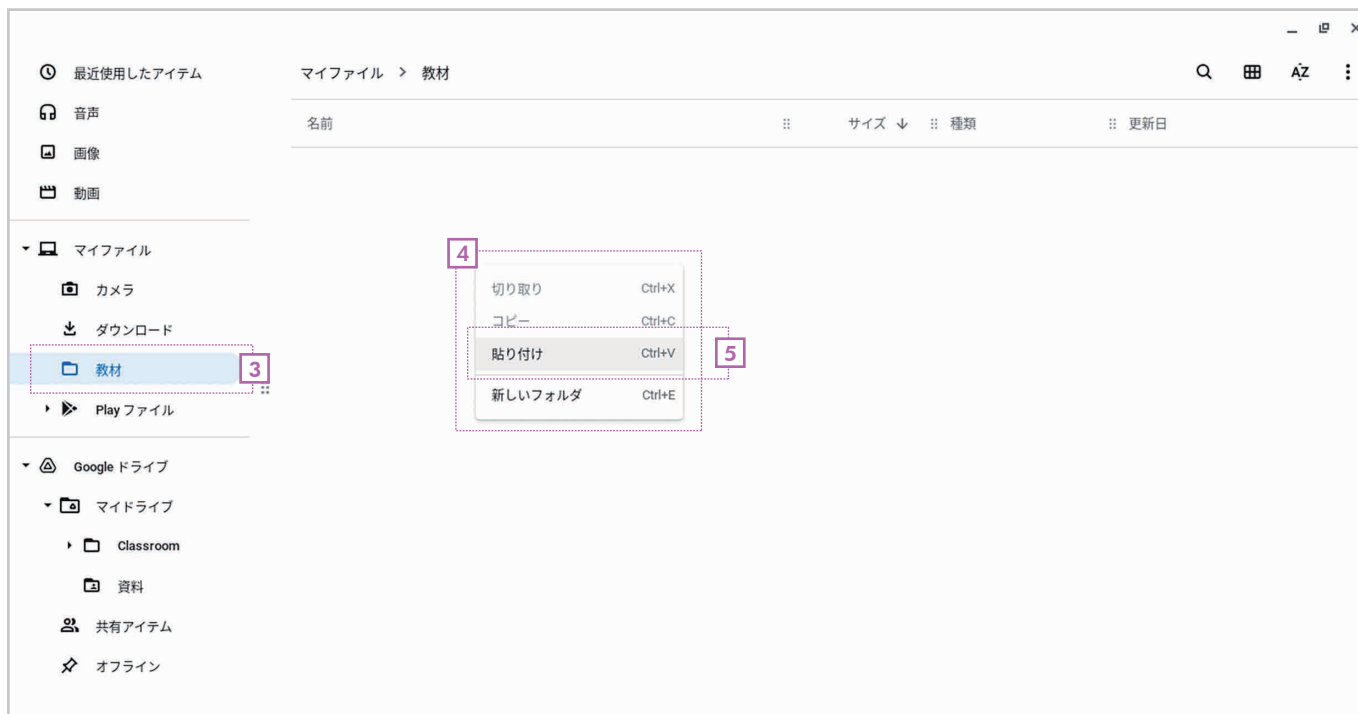 最近使用したアイテム
音声
画像
動画
マイファイル
カメラ
ダウンロード
教材
3
Play ファイル
Google ドライブ
マイドライブ
Classroom
資料
共有アイテム
オフライン
マイファイル > 教材
AZ
名前 サイズ ↓ 種類 更新日
4
切り取り Ctrl+X
コピー Ctrl+C
貼り付け Ctrl+V
5
新しいフォルダ Ctrl+E